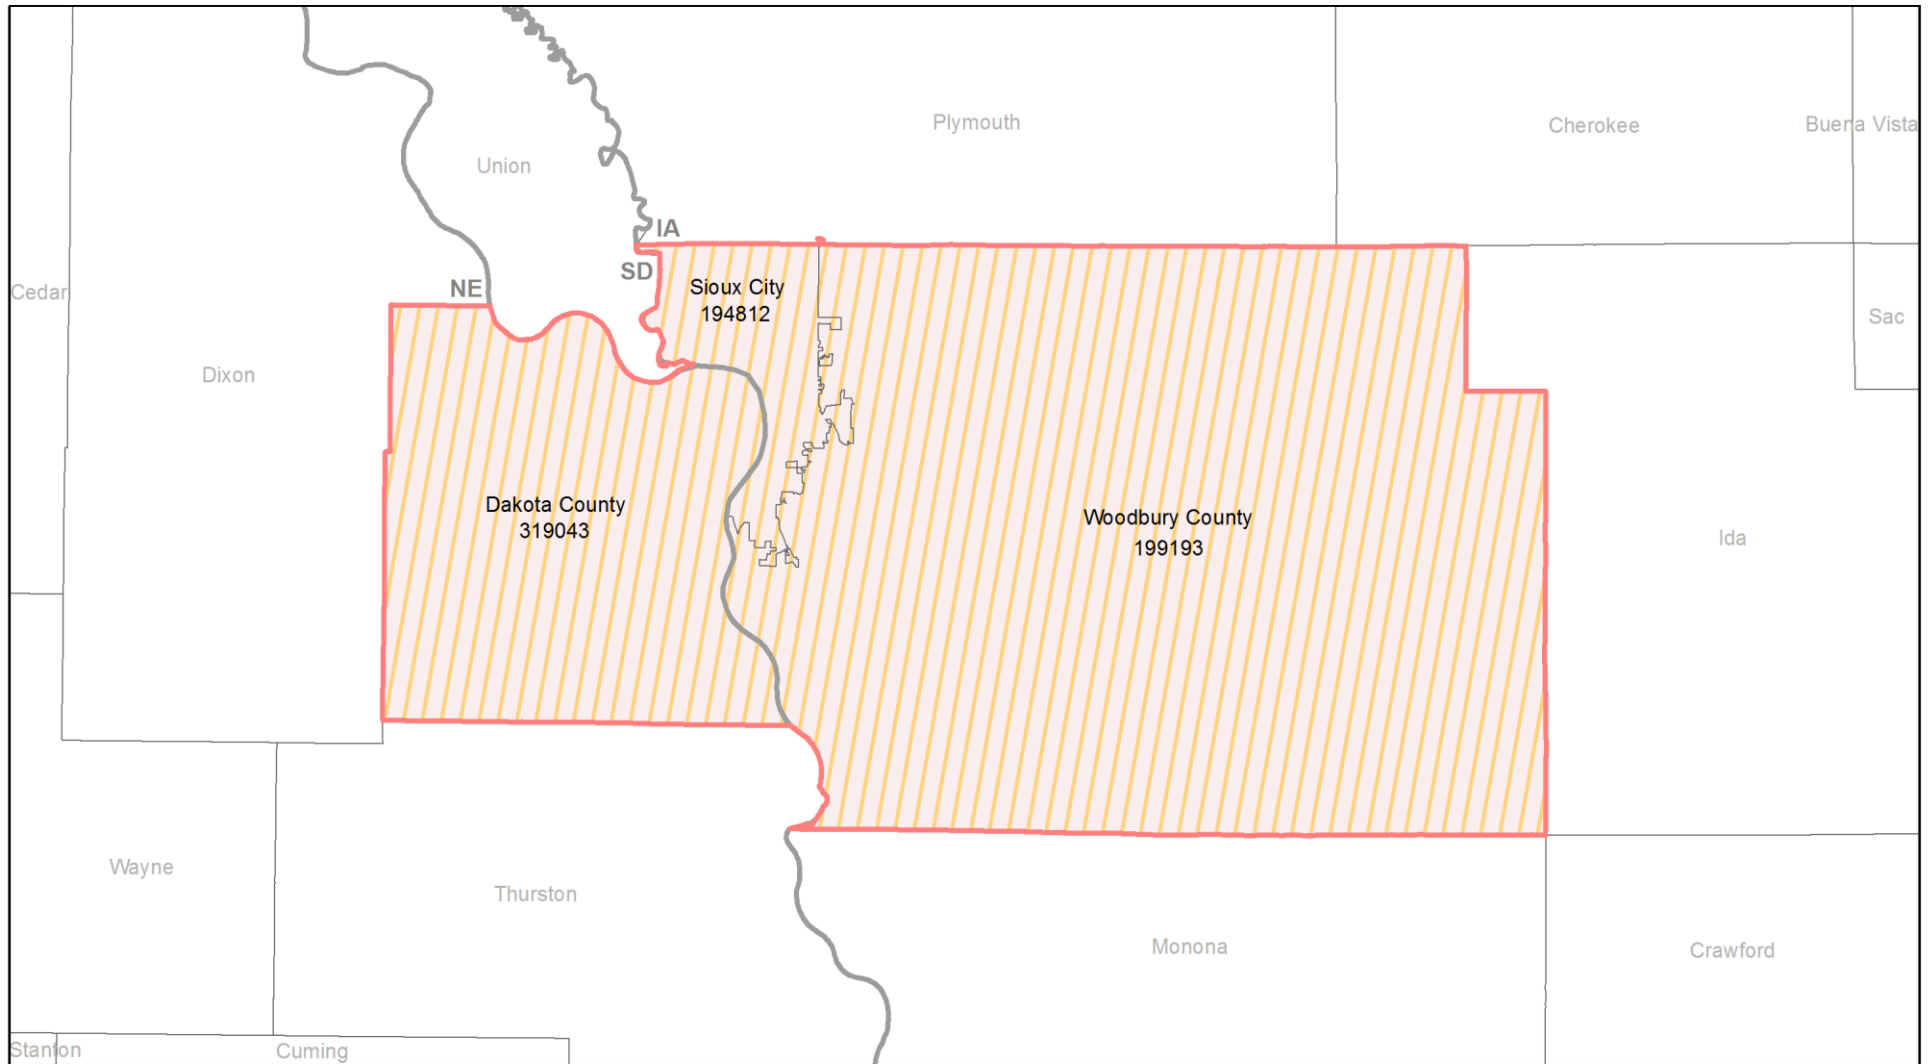 Plymouth
Cherokee
Buena Vista
Union
IA
SD
NE
Cedar
Sioux City
194812
Sac
Dixon
Dakota County
319043
Woodbury County
199193
Ida
Wayne
Thurston
Monona
Crawford
Stanton
Cuming